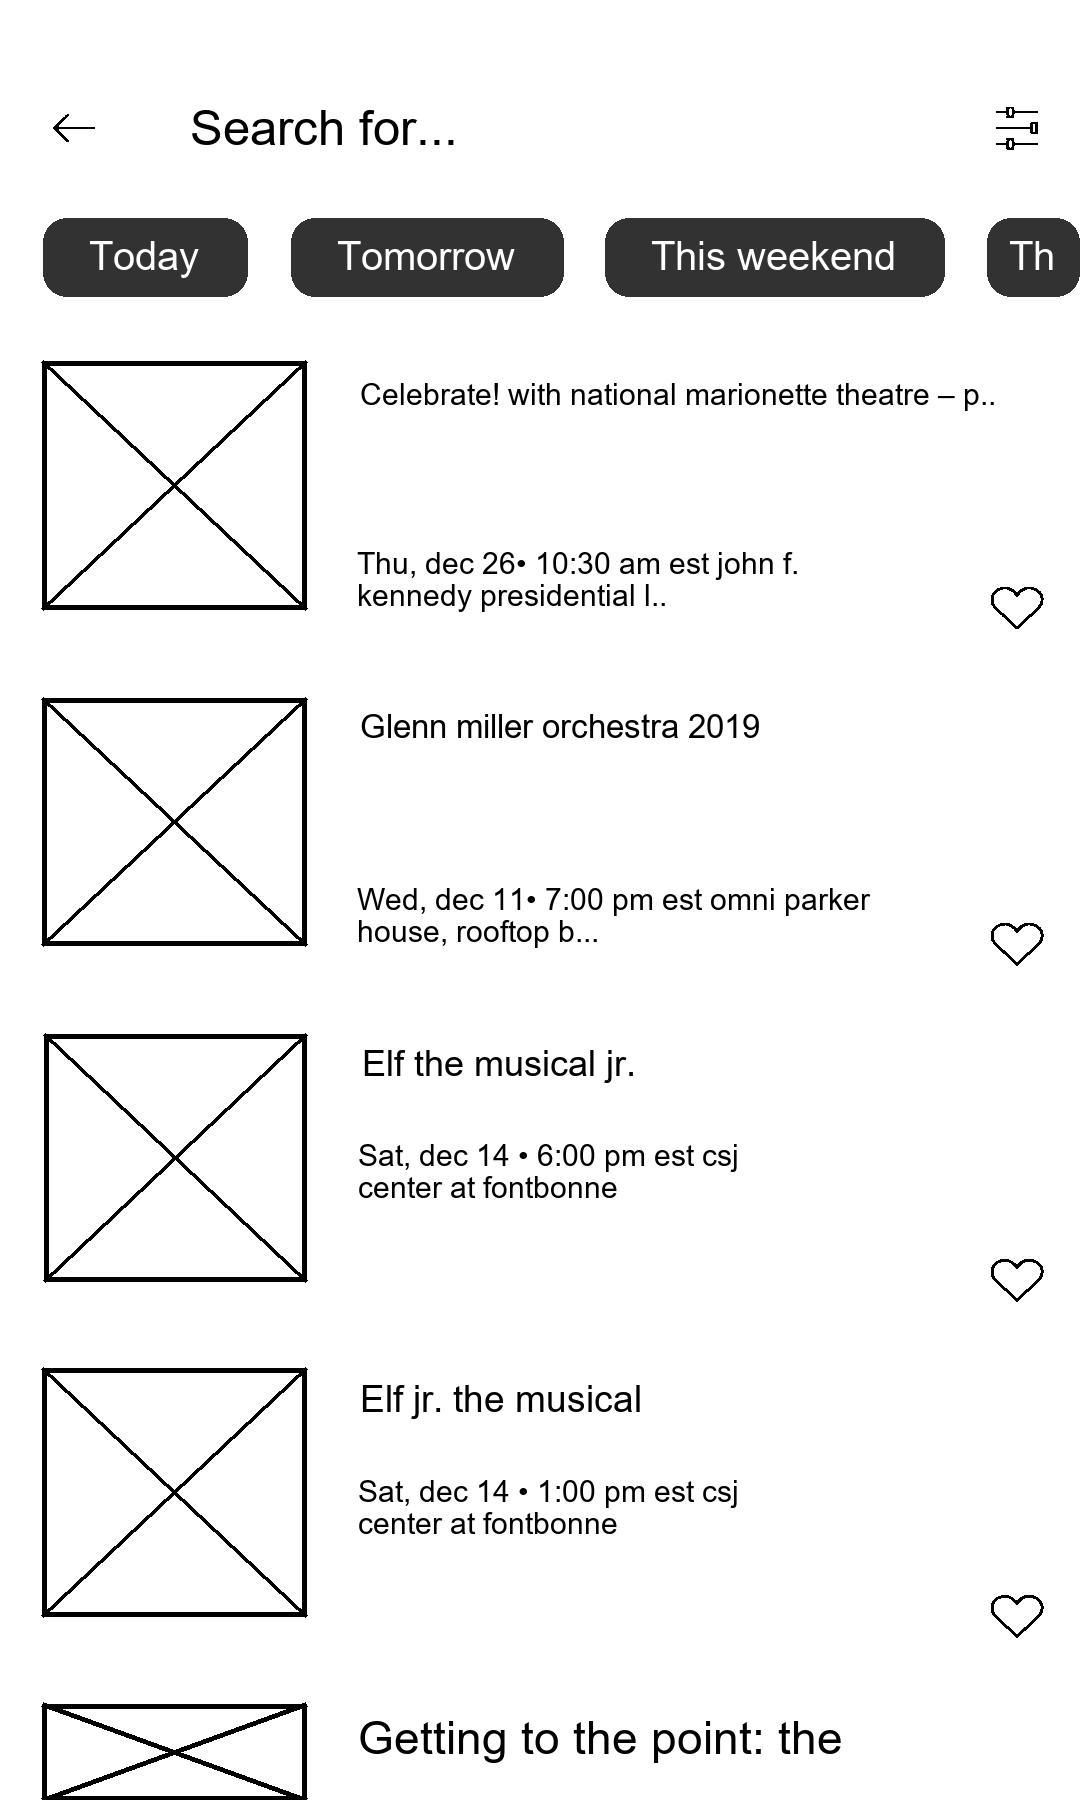 Search for...
Today
Tomorrow
This weekend
Th
Celebrate! with national marionette theatre – p..
Thu, dec 26• 10:30 am est john f.
kennedy presidential l..
Glenn miller orchestra 2019
Wed, dec 11• 7:00 pm est omni parker
house, rooftop b...
Elf the musical jr.
Sat, dec 14 • 6:00 pm est csj
center at fontbonne
Elf jr. the musical
Sat, dec 14 • 1:00 pm est csj
center at fontbonne
Getting to the point: the